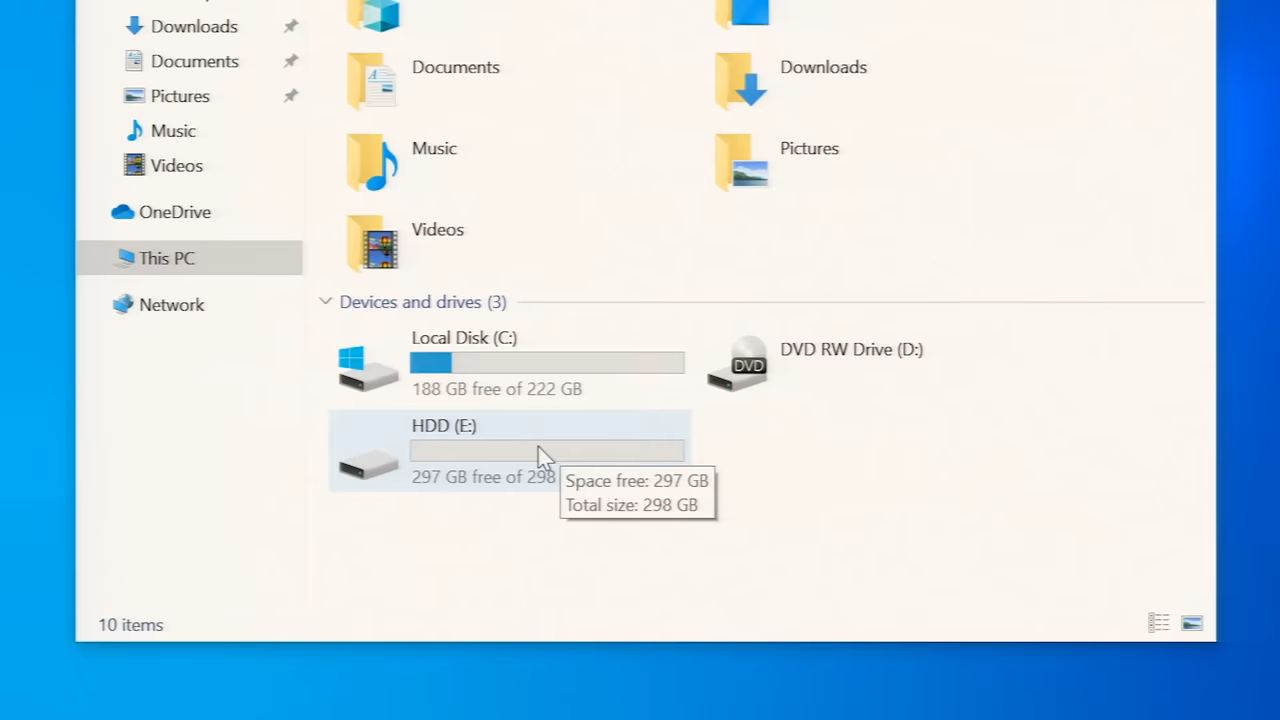 Downloads
Documents
Pictures
Music
Videos
OneDrive
This PC
Network
Documents
Downloads
Music
Pictures
Videos
Devices and drives (3)
Local Disk (C:)
188 GB free of 222 GB
DVD RW Drive (D:)
DVD
HDD (E:)
297 GB free of 298
Space free: 297 GB
Total size: 298 GB
10 items